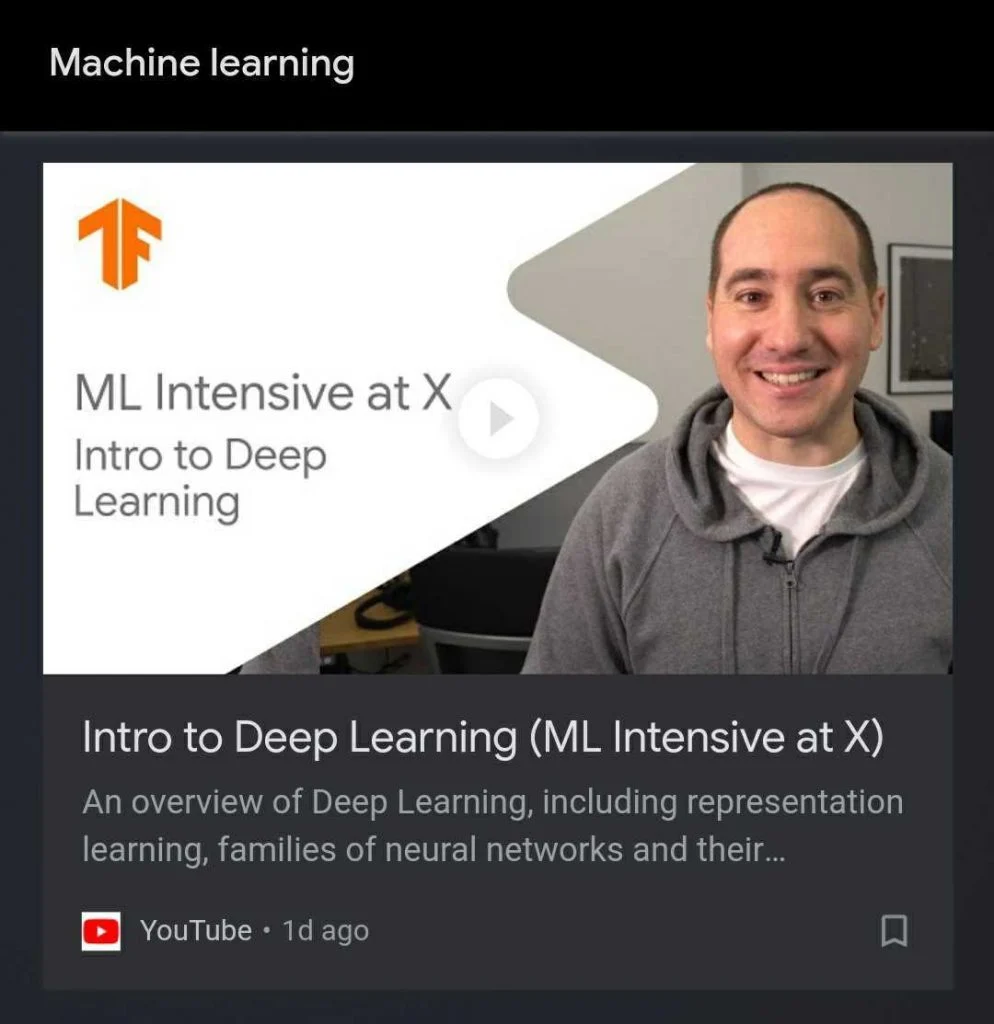 Machine learning
TF
ML Intensive at X
Intro to Deep
Learning
Intro to Deep Learning (ML Intensive at X)
An overview of Deep Learning, including representation
learning, families of neural networks and their...
YouTube • 1d ago